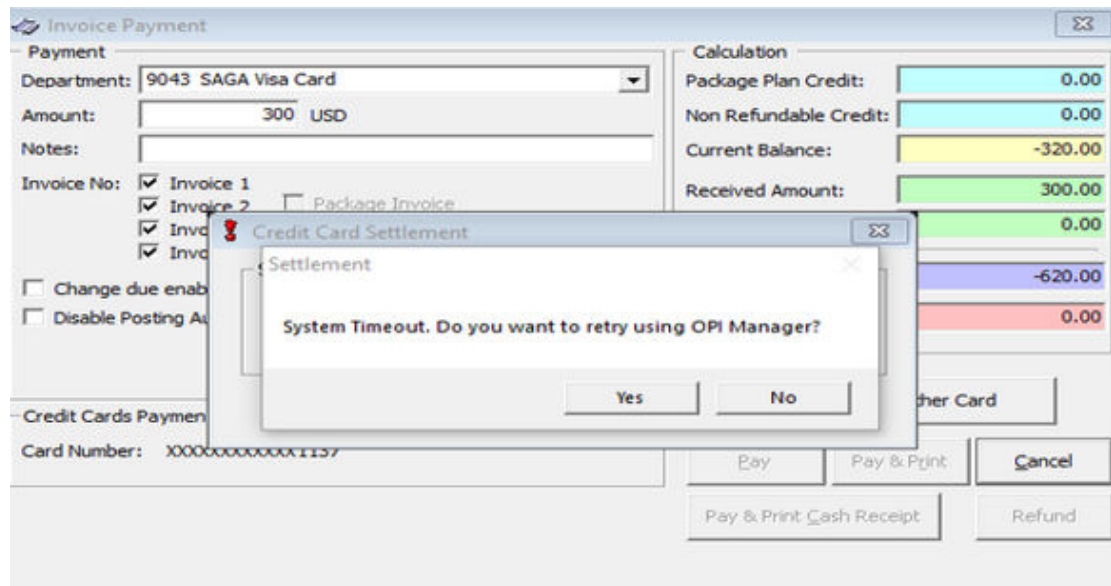 Invoice Payment
Payment
Department: 9043 SAGA Visa Card
Amount: 300 USD
Notes:
Invoice No: Invoice 1
Invoice 2 Package Invoice
Invo
Invo
Change due enab
Disable Posting Au
Credit Cards Paymen
Card Number: XXXXXXXXXXXX1137
Calculation
Package Plan Credit: 0.00
Non Refundable Credit: 0.00
Current Balance: -320.00
Received Amount: 300.00
0.00
-620.00
0.00
Credit Card Settlement
Settlement
System Timeout. Do you want to retry using OPI Manager?
Yes No
ther Card
Pay Pay & Print Cancel
Pay & Print Cash Receipt Refund